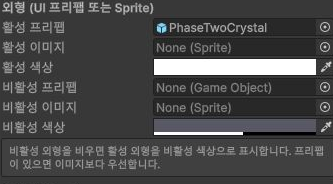 외형 (UI 프리팹 또는 Sprite)
활성 프리팹 PhaseTwoCrystal
활성 이미지 None (Sprite)
활성 색상
비활성 프리팹 None (Game Object)
비활성 이미지 None (Sprite)
비활성 색상
비활성 외형을 비우면 활성 외형을 비활성 색상으로 표시합니다. 프리팹
이 있으면 이미지보다 우선합니다.